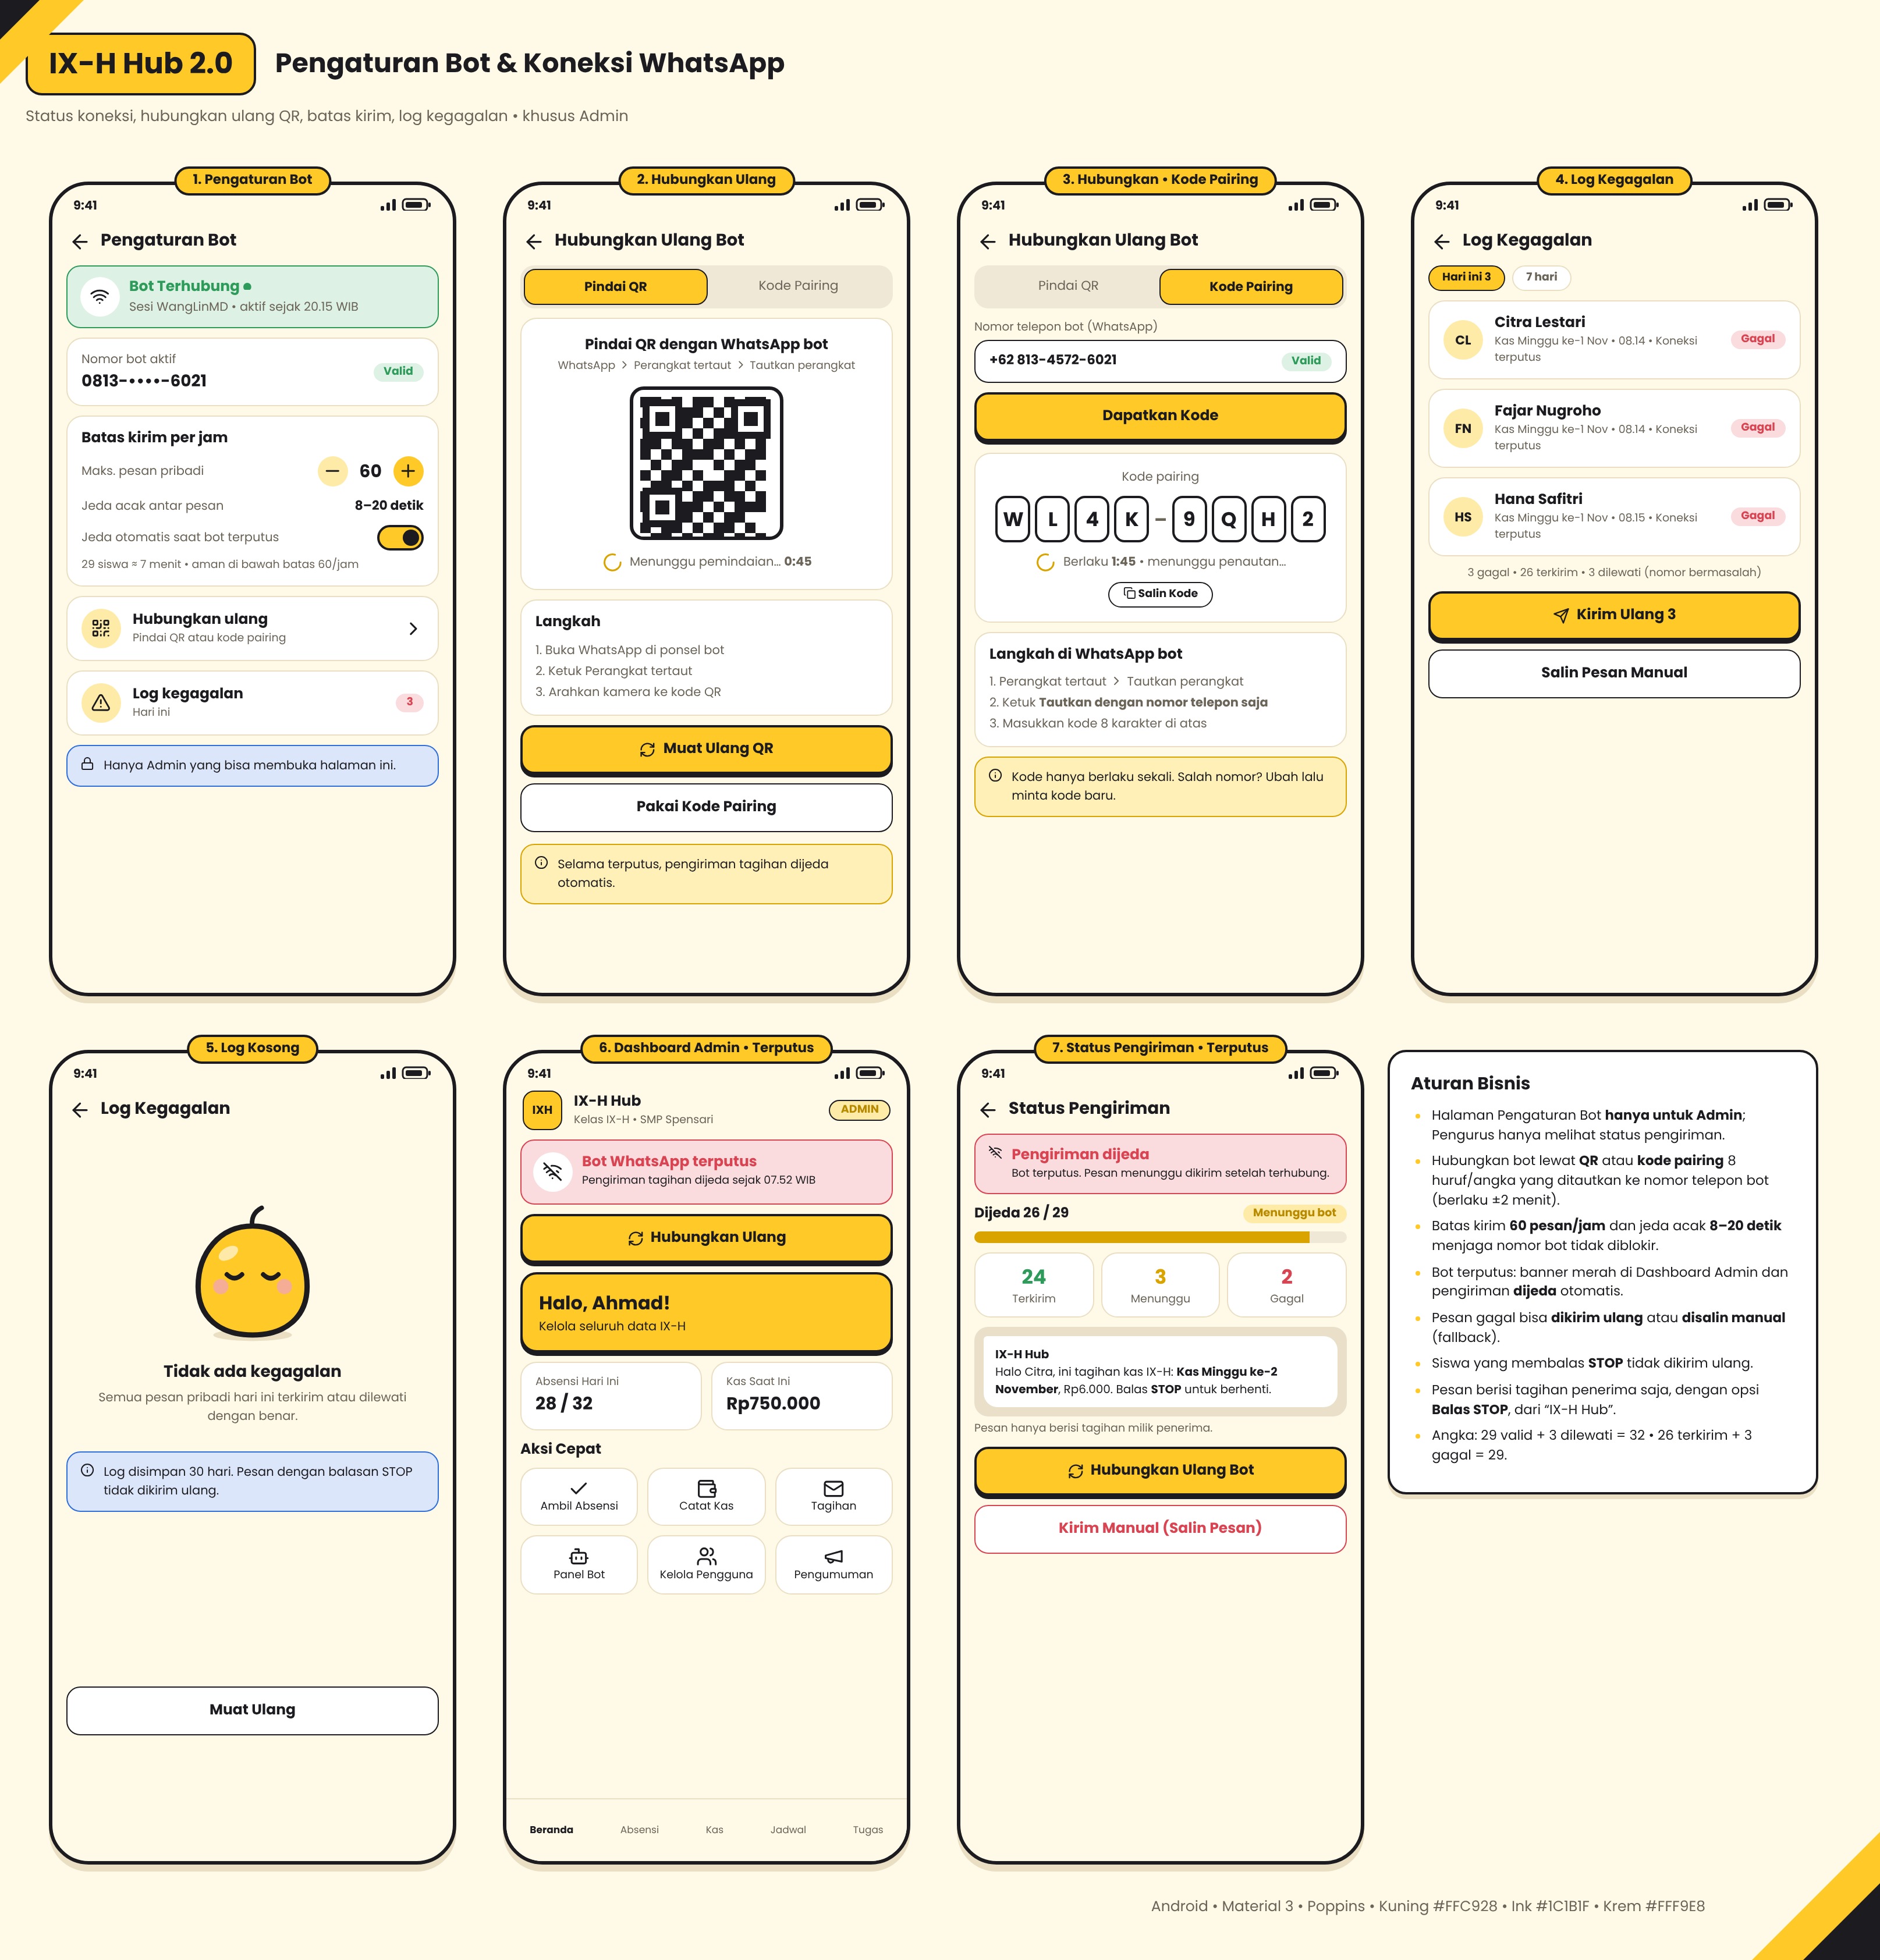 IX-H Hub 2.0
Pengaturan Bot & Koneksi WhatsApp
Status koneksi, hubungkan ulang QR, batas kirim, log kegagalan • khusus Admin
1. Pengaturan Bot
9:41
Pengaturan Bot
Bot Terhubung
Sesi WangLinMD • aktif sejak 20.15 WIB
Nomor bot aktif
0813-••••-6021
Valid
Batas kirim per jam
Maks. pesan pribadi
60
Jeda acak antar pesan
8–20 detik
Jeda otomatis saat bot terputus
29 siswa ≈ 7 menit • aman di bawah batas 60/jam
Hubungkan ulang
Pindai QR atau kode pairing
Log kegagalan
Hari ini
3
Hanya Admin yang bisa membuka halaman ini.
2. Hubungkan Ulang
9:41
Hubungkan Ulang Bot
Pindai QR
Kode Pairing
Pindai QR dengan WhatsApp bot
WhatsApp > Perangkat tertaut > Tautkan perangkat
Menunggu pemindaian... 0:45
Langkah
1. Buka WhatsApp di ponsel bot
2. Ketuk Perangkat tertaut
3. Arahkan kamera ke kode QR
Muat Ulang QR
Pakai Kode Pairing
Selama terputus, pengiriman tagihan dijeda
otomatis.
3. Hubungkan • Kode Pairing
9:41
Hubungkan Ulang Bot
Pindai QR
Kode Pairing
Nomor telepon bot (WhatsApp)
+62 813-4572-6021
Valid
Dapatkan Kode
Kode pairing
W L 4 K – 9 Q H 2
Berlaku 1:45 • menunggu penautan...
Salin Kode
Langkah di WhatsApp bot
1. Perangkat tertaut > Tautkan perangkat
2. Ketuk Tautkan dengan nomor telepon saja
3. Masukkan kode 8 karakter di atas
Kode hanya berlaku sekali. Salah nomor? Ubah lalu
minta kode baru.
4. Log Kegagalan
9:41
Log Kegagalan
Hari ini 3
7 hari
CL
Citra Lestari
Kas Minggu ke-1 Nov • 08.14 • Koneksi
terputus
Gagal
FN
Fajar Nugroho
Kas Minggu ke-1 Nov • 08.14 • Koneksi
terputus
Gagal
HS
Hana Safitri
Kas Minggu ke-1 Nov • 08.15 • Koneksi
terputus
Gagal
3 gagal • 26 terkirim • 3 dilewati (nomor bermasalah)
Kirim Ulang 3
Salin Pesan Manual
5. Log Kosong
9:41
Log Kegagalan
Tidak ada kegagalan
Semua pesan pribadi hari ini terkirim atau dilewati
dengan benar.
Log disimpan 30 hari. Pesan dengan balasan STOP
tidak dikirim ulang.
Muat Ulang
6. Dashboard Admin • Terputus
9:41
IXH
IX-H Hub
Kelas IX-H • SMP Spensari
ADMIN
Bot WhatsApp terputus
Pengiriman tagihan dijeda sejak 07.52 WIB
Hubungkan Ulang
Halo, Ahmad!
Kelola seluruh data IX-H
Absensi Hari Ini
28 / 32
Kas Saat Ini
Rp750.000
Aksi Cepat
Ambil Absensi
Catat Kas
Tagihan
Panel Bot
Kelola Pengguna
Pengumuman
Beranda
Absensi
Kas
Jadwal
Tugas
7. Status Pengiriman • Terputus
9:41
Status Pengiriman
Pengiriman dijeda
Bot terputus. Pesan menunggu dikirim setelah terhubung.
Dijeda 26 / 29
Menunggu bot
24
Terkirim
3
Menunggu
2
Gagal
IX-H Hub
Halo Citra, ini tagihan kas IX-H: Kas Minggu ke-2
November, Rp6.000. Balas STOP untuk berhenti.
Pesan hanya berisi tagihan milik penerima.
Hubungkan Ulang Bot
Kirim Manual (Salin Pesan)
Aturan Bisnis
• Halaman Pengaturan Bot hanya untuk Admin;
Pengurus hanya melihat status pengiriman.
• Hubungkan bot lewat QR atau kode pairing 8
huruf/angka yang ditautkan ke nomor telepon bot
(berlaku ±2 menit).
• Batas kirim 60 pesan/jam dan jeda acak 8–20 detik
menjaga nomor bot tidak diblokir.
• Bot terputus: banner merah di Dashboard Admin dan
pengiriman dijeda otomatis.
• Pesan gagal bisa dikirim ulang atau disalin manual
(fallback).
• Siswa yang membalas STOP tidak dikirim ulang.
• Pesan berisi tagihan penerima saja, dengan opsi
Balas STOP, dari “IX-H Hub”.
• Angka: 29 valid + 3 dilewati = 32 • 26 terkirim + 3
gagal = 29.
Android • Material 3 • Poppins • Kuning #FFC928 • Ink #1C1B1F • Krem #FFF9E8